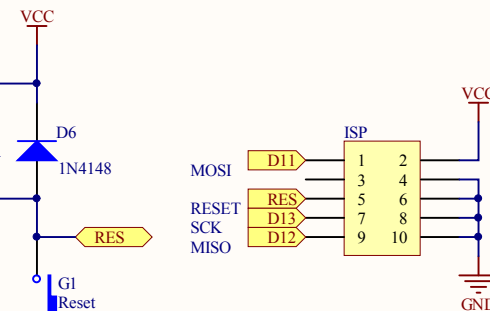 VCC
D6
1N4148
RES
G1
Reset
VCC
ISP
MOSI
D11
1
2
3
4
RESET
RES
5
6
SCK
D13
7
8
MISO
D12
9
10
GND